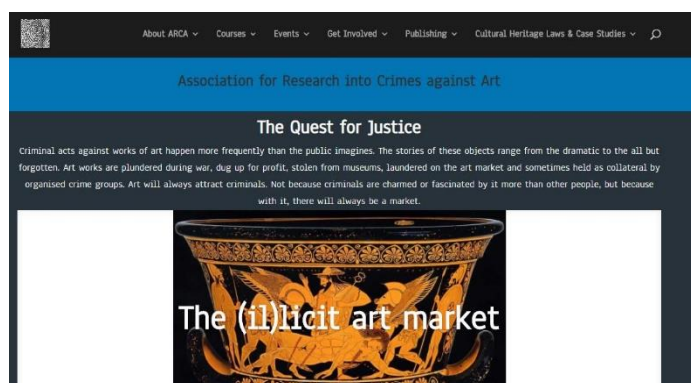 About ARCA Courses Events Get Involved Publishing Cultural Heritage Laws & Case Studies
Association for Research into Crimes against Art
The Quest for Justice
Criminal acts against works of art happen more frequently than the public imagines. The stories of these objects range from the dramatic to the all but
forgotten. Art works are plundered during war, dug up for profit, stolen from museums, laundered on the art market and sometimes held as collateral by
organised crime groups. Art will always attract criminals. Not because criminals are charmed or fascinated by it more than other people, but because
with it, there will always be a market.
The (il)licit art market